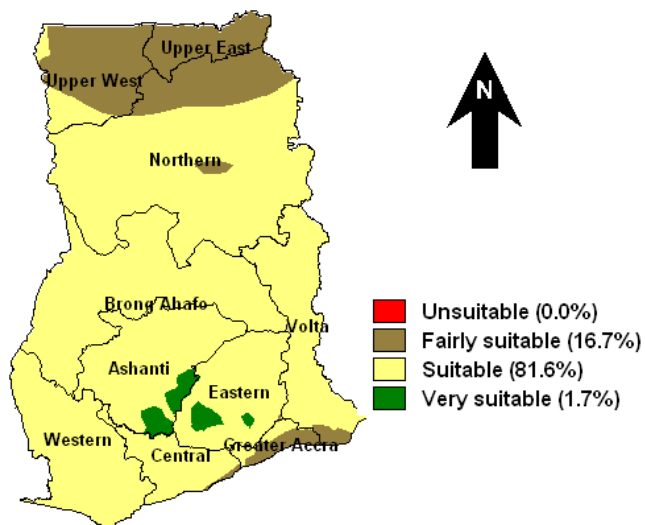 Upper East
Upper West
N
Northern
Brong Ahafo
Volta
Ashanti
Eastern
Western
Greater Accra
Central
Unsuitable (0.0%)
Fairly suitable (16.7%)
Suitable (81.6%)
Very suitable (1.7%)